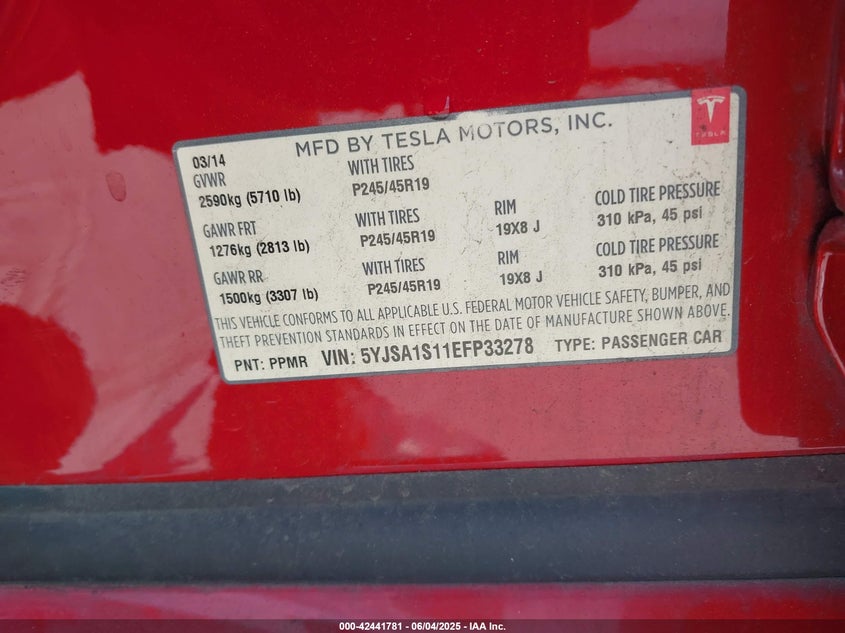 MFD BY TESLA MOTORS, INC.
TESLA
03/14
GVWR WITH TIRES
2590kg (5710 lb) P245/45R19
GAWR FRT WITH TIRES RIM COLD TIRE PRESSURE
1276kg (2813 lb) P245/45R19 19X8 J 310 kPa, 45 psi
GAWR RR WITH TIRES RIM COLD TIRE PRESSURE
1500kg (3307 lb) P245/45R19 19X8 J 310 kPa, 45 psi
THIS VEHICLE CONFORMS TO ALL APPLICABLE U.S. FEDERAL MOTOR VEHICLE SAFETY, BUMPER, AND
THEFT PREVENTION STANDARDS IN EFFECT ON THE DATE OF MANUFACTURE SHOWN ABOVE.
PNT: PPMR VIN: 5YJSA1S11EFP33278 TYPE: PASSENGER CAR
000-42441781 - 06/04/2025 - IAA Inc.